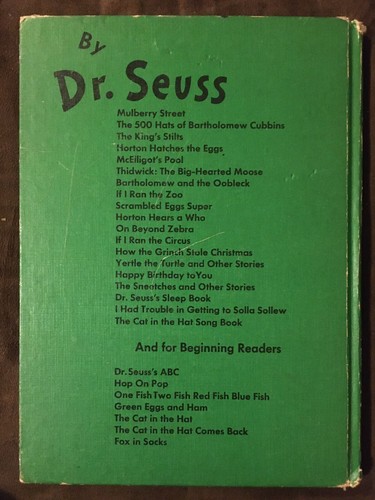 By
Dr. Seuss
Mulberry Street
The 500 Hats of Bartholomew Cubbins
The King's Stilts
Horton Hatches the Eggs
McEiligot's Pool
Thidwick: The Big-Hearted Moose
Bartholomew and the Oobleck
If I Ran the Zoo
Scrambled Eggs Super
Horton Hears a Who
On Beyond Zebra
If I Ran the Circus
How the Grinch Stole Christmas
Yertle the Turtle and Other Stories
Happy Birthday to You
The Sneetches and Other Stories
Dr. Seuss's Sleep Book
I Had Trouble in Getting to Solla Sollew
The Cat in the Hat Song Book
And for Beginning Readers
Dr. Seuss's ABC
Hop On Pop
One Fish Two Fish Red Fish Blue Fish
Green Eggs and Ham
The Cat in the Hat
The Cat in the Hat Comes Back
Fox in Socks